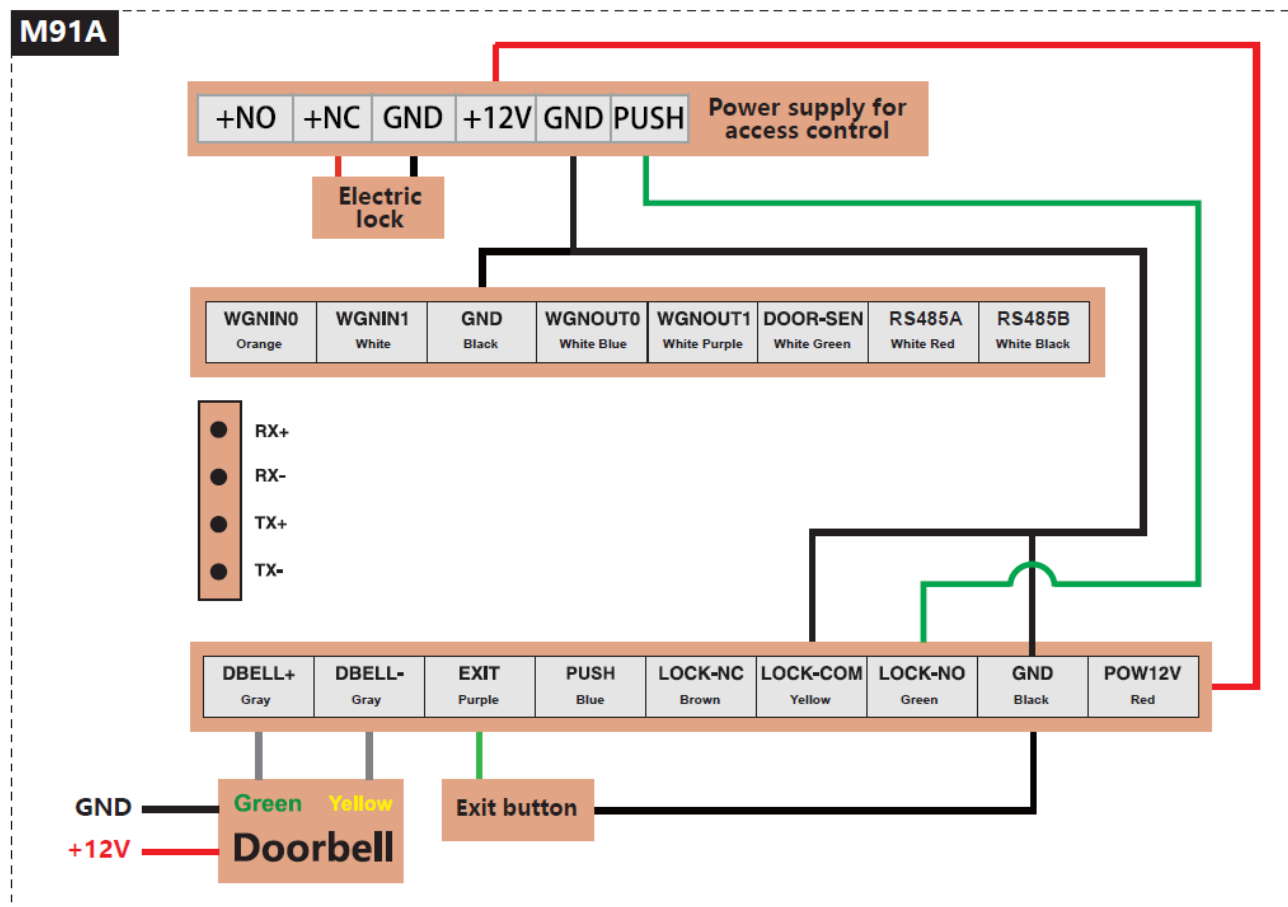 M91A
+NO +NC GND +12V GND PUSH
Power supply for
access control
Electric
lock
WGNIN0 WGNIN1 GND WGNOUT0 WGNOUT1 DOOR-SEN RS485A RS485B
Orange White Black White Blue White Purple White Green White Red White Black
RX+
RX-
TX+
TX-
DBELL+ DBELL- EXIT PUSH LOCK-NC LOCK-COM LOCK-NO GND POW12V
Gray Gray Purple Blue Brown Yellow Green Black Red
GND
+12V
Green Yellow
Doorbell
Exit button